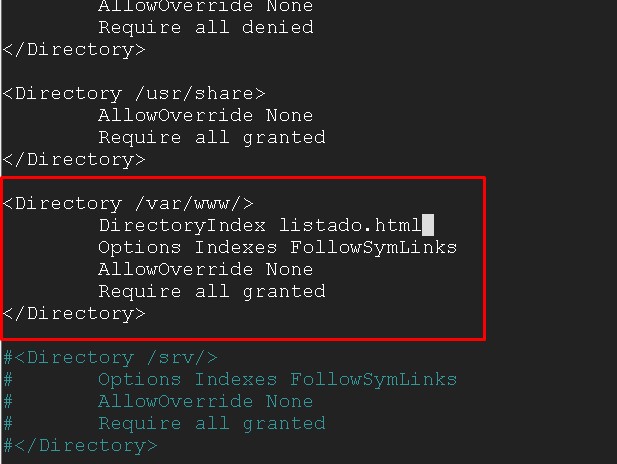 AllowOverride None
Require all denied
</Directory>
<Directory /usr/share>
AllowOverride None
Require all granted
</Directory>
<Directory /var/www/>
DirectoryIndex listado.html
Options Indexes FollowSymLinks
AllowOverride None
Require all granted
</Directory>
#<Directory /srv/>
#       Options Indexes FollowSymLinks
#       AllowOverride None
#       Require all granted
#</Directory>